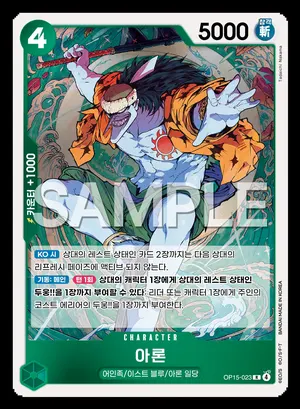 4
5000
참격
斬
Tadaichi Nakama
카운터 +1000
SAMPLE
KO 시 상대의 레스트 상태인 카드 2장까지는 다음 상대의
리프레시 페이즈에 액티브 되지 않는다.
기동:메인 턴 1회 상대의 캐릭터 1장에게 상대의 레스트 상태인
두웅!!을 1장까지 부여할 수 있다: 리더 또는 캐릭터 1장에게 주인의
코스트 에리어의 두웅!!을 1장까지 부여한다.
CHARACTER
아론
어인족/이스트 블루/아론 일당
OP15-023 R
BANDAI MADE IN KOREA